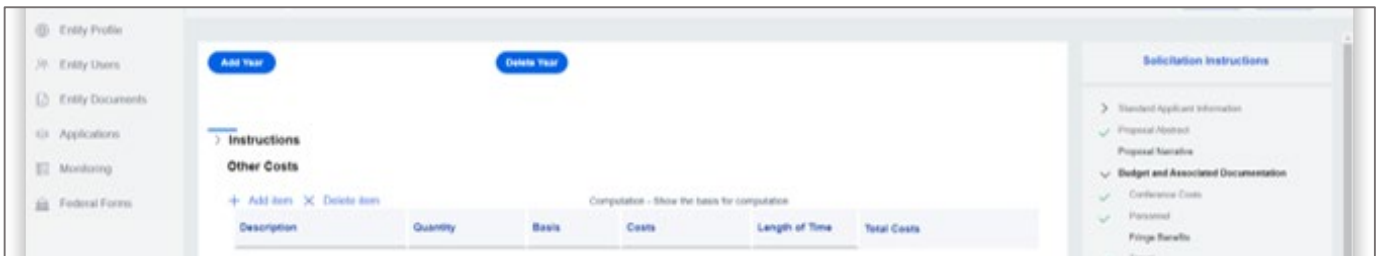 Entity Profile
Entity Users
Entity Documents
Applications
Monitoring
Federal Forms
Add Year
Delete Year
Instructions
Other Costs
Add item Delete item
Computation - Show the basis for computation
Description Quantity Basis Costs Length of Time Total Costs
Solicitation Instructions
Standard Applicant Information
Proposal Abstract
Proposal Narrative
Budget and Associated Documentation
Conference Costs
Personnel
Fringe Benefits